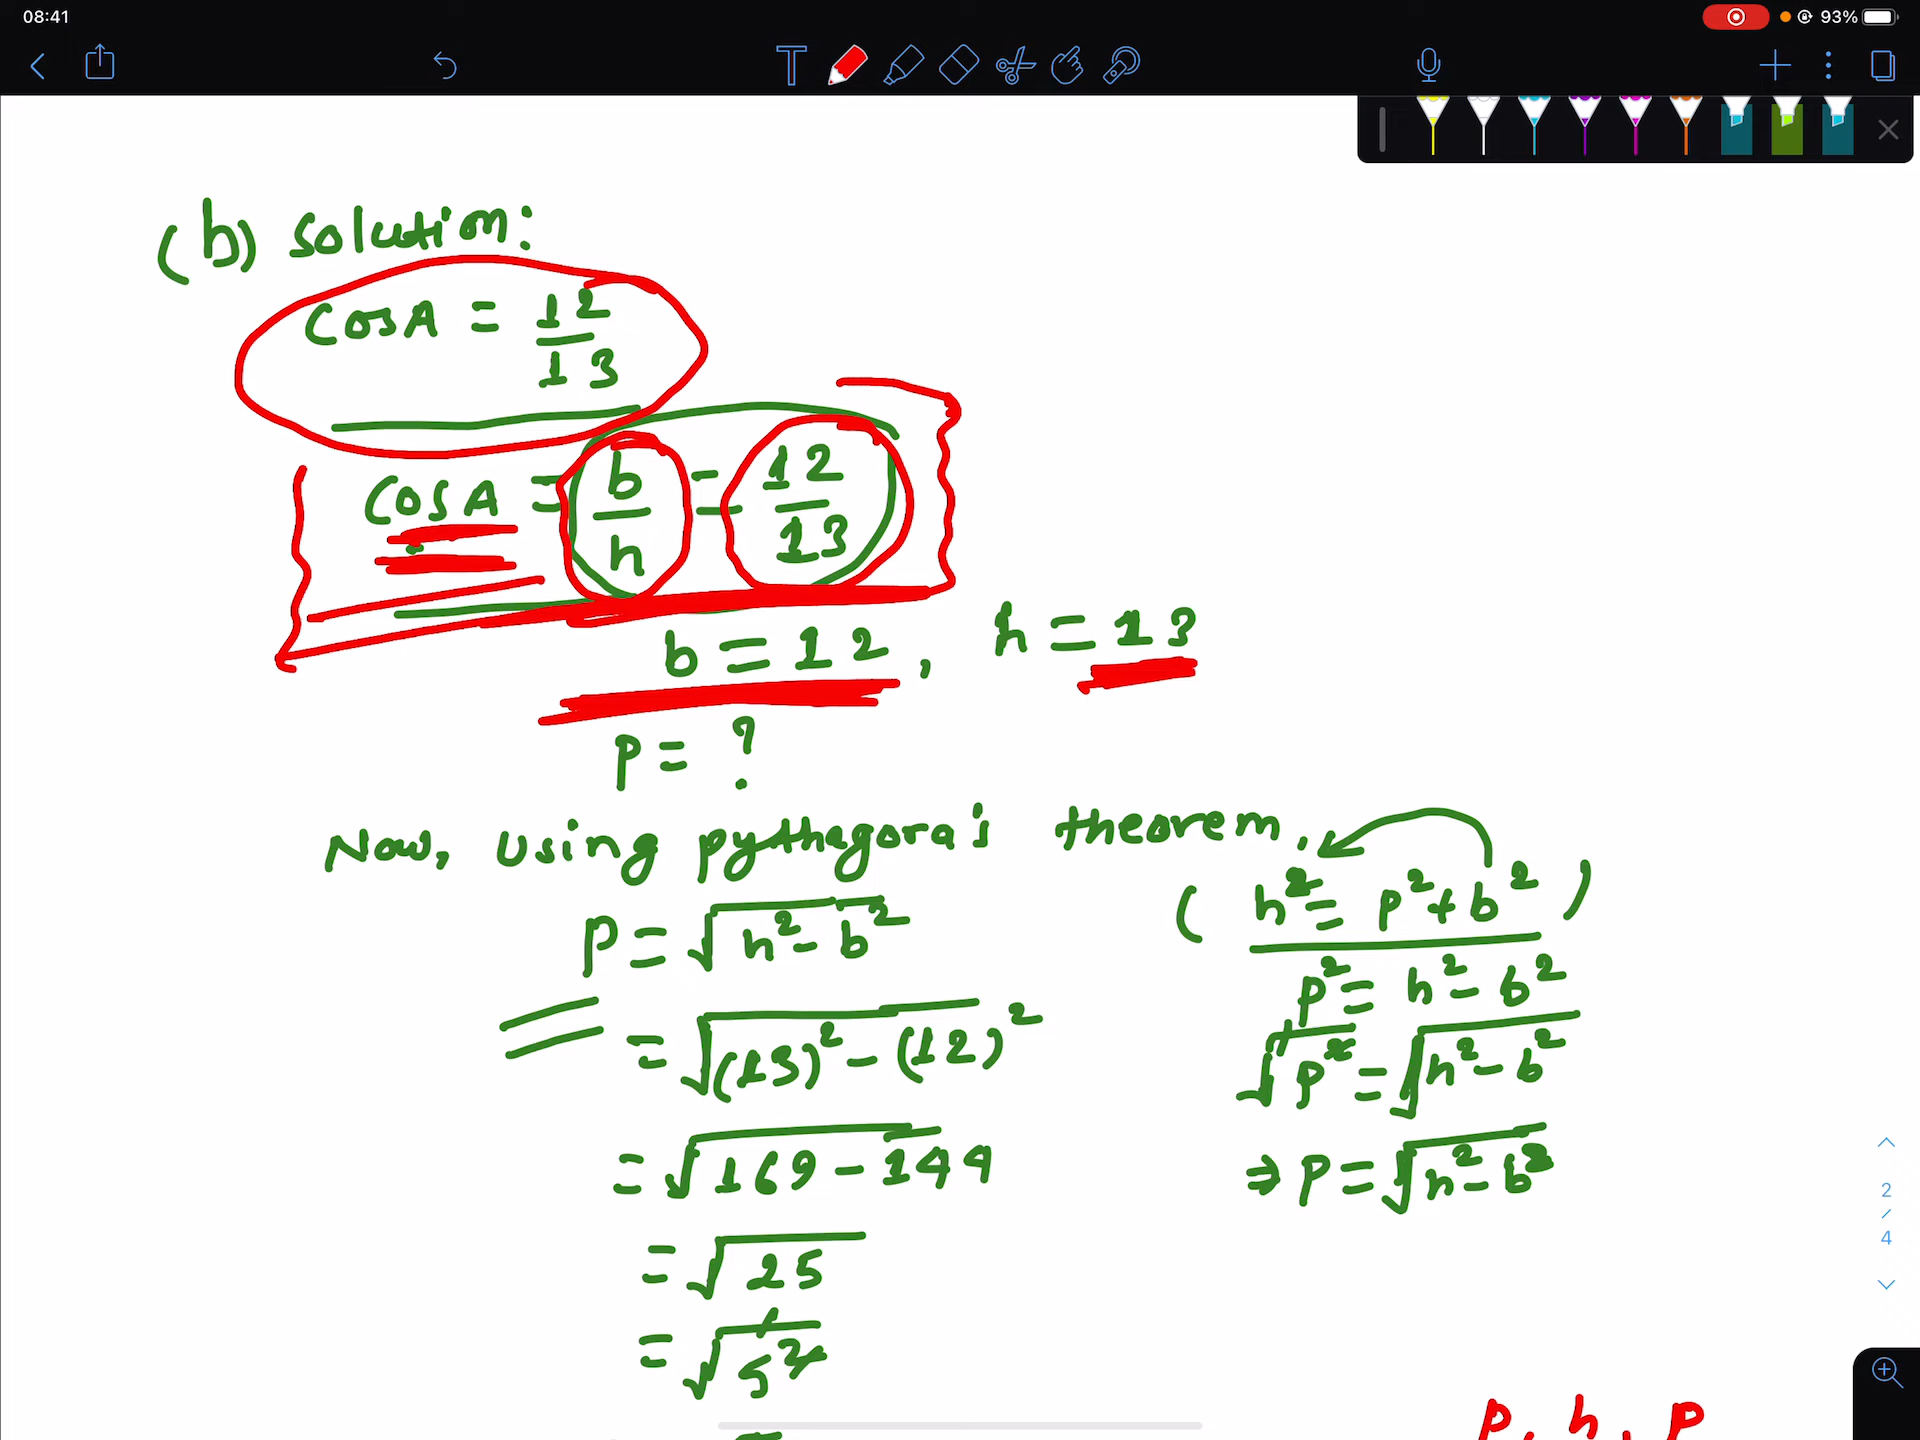 08:41
93%
(b) Solution:
CosA = 12/13
CosA = b/h = 12/13
b = 12, h = 13
P = ?
Now, using pythagora's theorem,
P = √h² - b²
(h² = p² + b²)
= √(13)² - (12)²
p² = h² - b²
√p² = √h² - b²
= √169 - 144
⇒ P = √h² - b²
= √25
= √5²
P, h, P
2
/
4